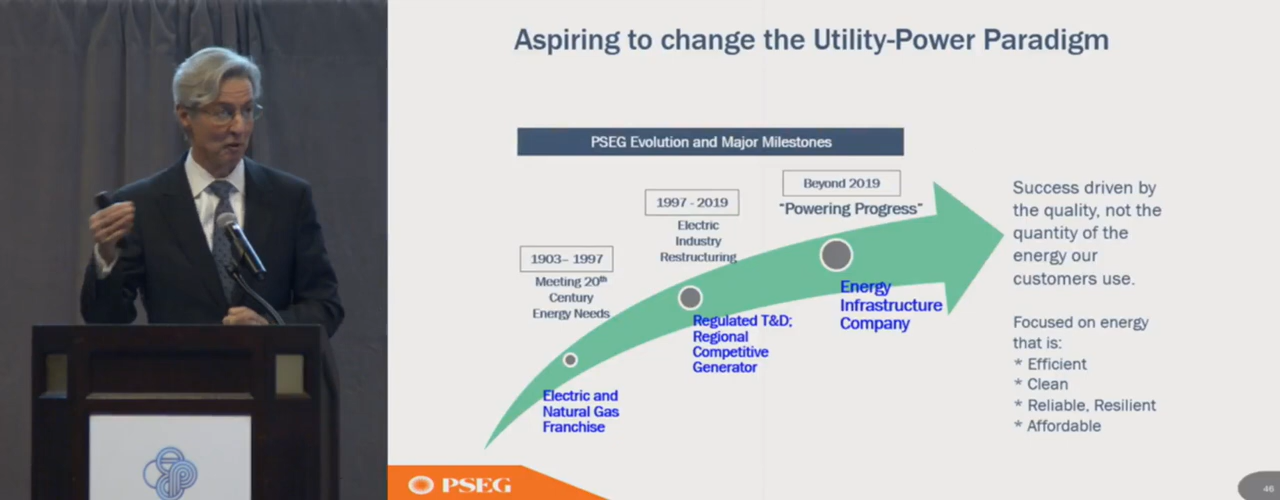 Aspiring to change the Utility-Power Paradigm
PSEG Evolution and Major Milestones
1903– 1997
Meeting 20th
Century
Energy Needs
Electric and
Natural Gas
Franchise
1997 - 2019
Electric
Industry
Restructuring
Regulated T&D;
Regional
Competitive
Generator
Beyond 2019
“Powering Progress”
Energy
Infrastructure
Company
Success driven by
the quality, not the
quantity of the
energy our
customers use.
Focused on energy
that is:
* Efficient
* Clean
* Reliable, Resilient
* Affordable
PSEG
46